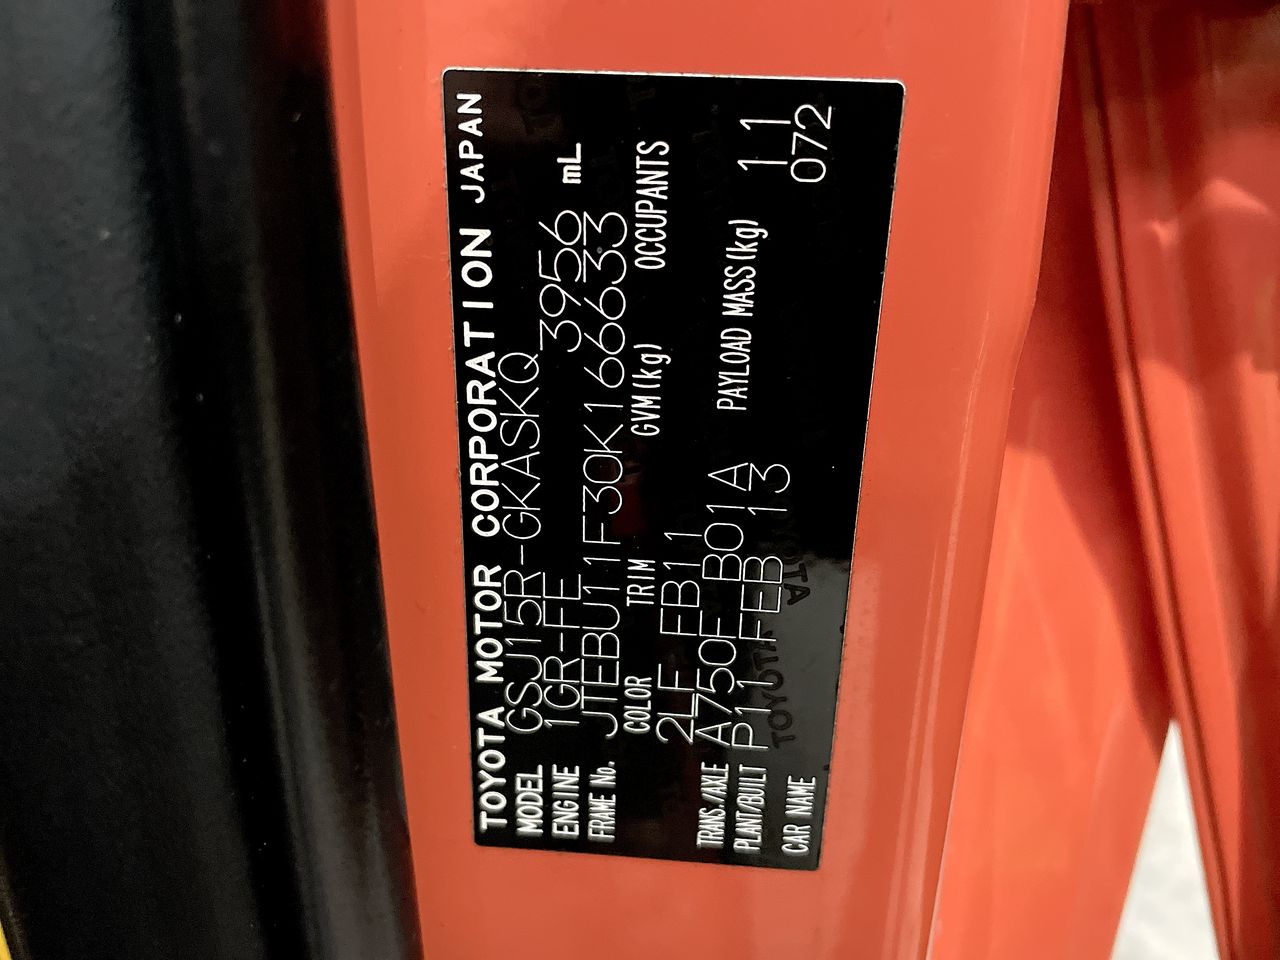 TOYOTA MOTOR CORPORATION JAPAN
MODEL GSJ15R-GKASKQ
ENGINE 1GR-FE 3956 mL
FRAME No. JTEBU11F30K166633
COLOR TRIM GVM(kg) OCCUPANTS
2LF FB11
TRANS./AXLE A750F B01A PAYLOAD MASS(kg) 11
PLANT/BUILT P11 FEB 13 072
CAR NAME
TOYOTA TOYOTA